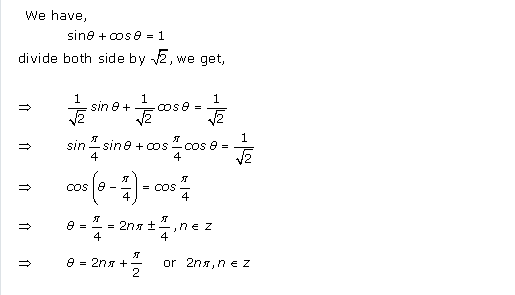 We have,
sinθ + cosθ = 1
divide both side by √2, we get,
⇒ 1/√2 sinθ + 1/√2 cosθ = 1/√2
⇒ sin π/4 sinθ + cos π/4 cosθ = 1/√2
⇒ cos (θ − π/4) = cos π/4
⇒ θ = π/4 = 2nπ ± π/4, n ∈ z
⇒ θ = 2nπ + π/2 or 2nπ, n ∈ z